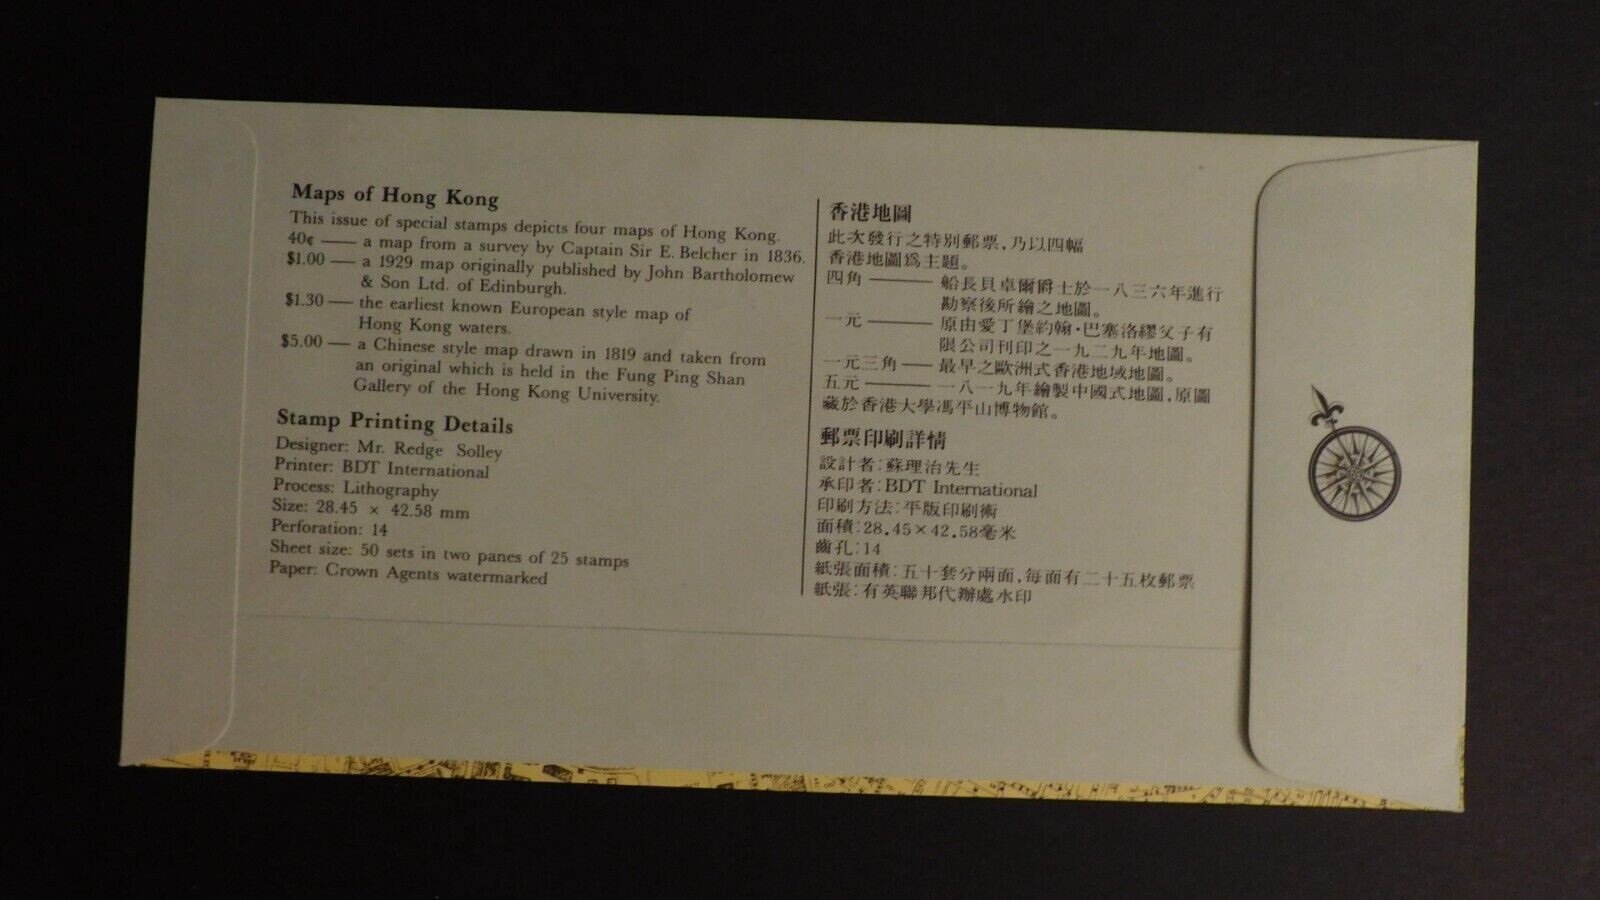 Maps of Hong Kong
This issue of special stamps depicts four maps of Hong Kong.
40¢ — a map from a survey by Captain Sir E. Belcher in 1836.
$1.00 — a 1929 map originally published by John Bartholomew
& Son Ltd. of Edinburgh.
$1.30 — the earliest known European style map of
Hong Kong waters.
$5.00 — a Chinese style map drawn in 1819 and taken from
an original which is held in the Fung Ping Shan
Gallery of the Hong Kong University.
Stamp Printing Details
Designer: Mr. Redge Solley
Printer: BDT International
Process: Lithography
Size: 28.45 × 42.58 mm
Perforation: 14
Sheet size: 50 sets in two panes of 25 stamps
Paper: Crown Agents watermarked
香港地圖
此次發行之特別郵票,乃以四幅
香港地圖爲主題。
四角 —— 船長貝卓爾爵士於一八三六年進行
勘察後所繪之地圖。
一元 —— 原由愛丁堡約翰·巴塞洛繆父子有
限公司刊印之一九二九年地圖。
一元三角 — 最早之歐洲式香港地域地圖。
五元 —— 一八一九年繪製中國式地圖,原圖
藏於香港大學馮平山博物館。
郵票印刷詳情
設計者:蘇理治先生
承印者:BDT International
印刷方法:平版印刷術
面積:28.45×42.58毫米
齒孔:14
紙張面積:五十套分兩面,每面有二十五枚郵票
紙張:有英聯邦代辦處水印